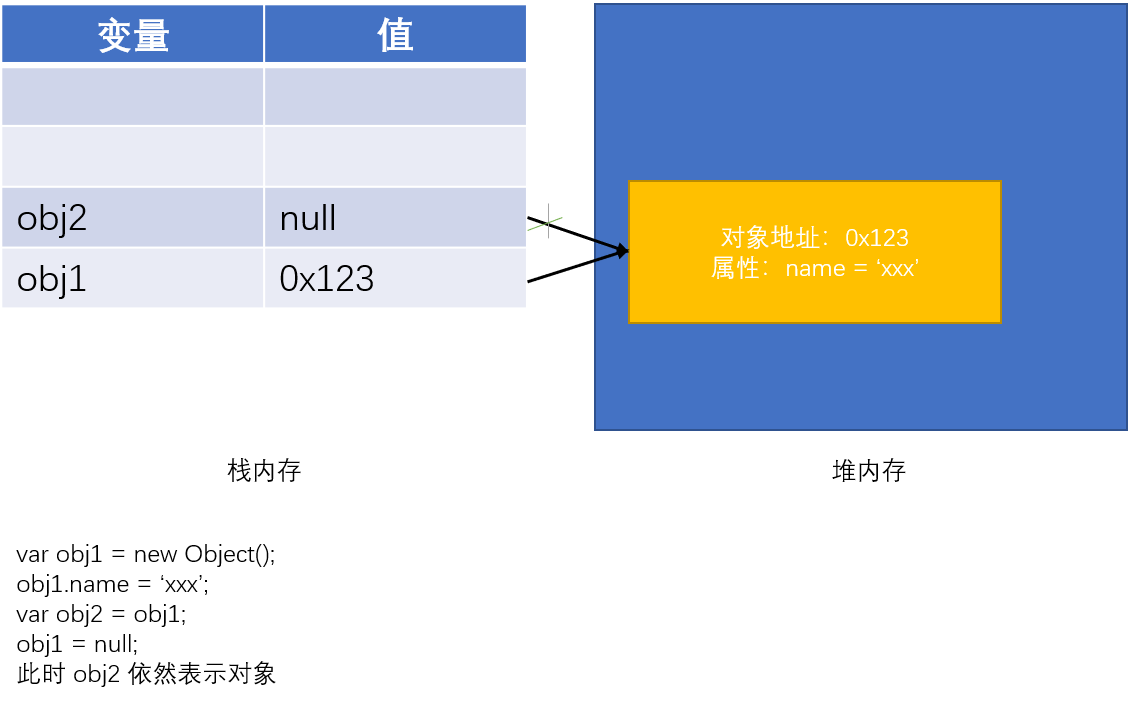 变量 值
obj2 null
obj1 0x123
对象地址：0x123
属性：name = ‘xxx’
栈内存
堆内存
var obj1 = new Object();
obj1.name = ‘xxx’;
var obj2 = obj1;
obj1 = null;
此时 obj2 依然表示对象